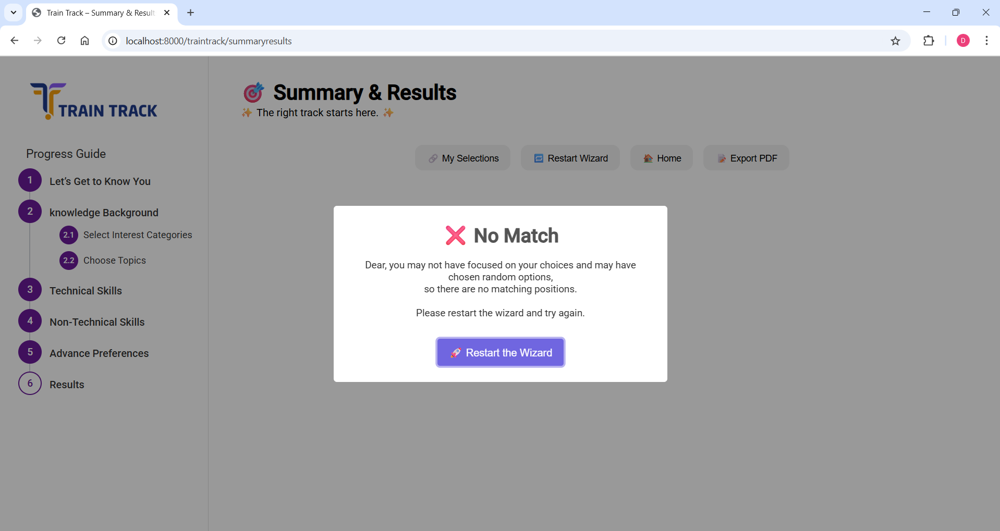 Train Track – Summary & Result
localhost:8000/traintrack/summaryresults
D
TRAIN TRACK
Progress Guide
1 Let’s Get to Know You
2 knowledge Background
2.1 Select Interest Categories
2.2 Choose Topics
3 Technical Skills
4 Non-Technical Skills
5 Advance Preferences
6 Results
Summary & Results
The right track starts here.
My Selections Restart Wizard Home Export PDF
No Match
Dear, you may not have focused on your choices and may have
chosen random options,
so there are no matching positions.
Please restart the wizard and try again.
Restart the Wizard